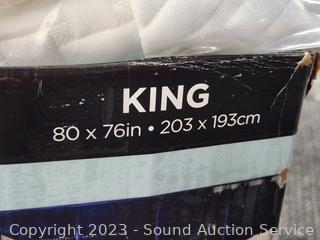 KING
80 x 76in • 203 x 193cm
Copyright 2023 - Sound Auction Service